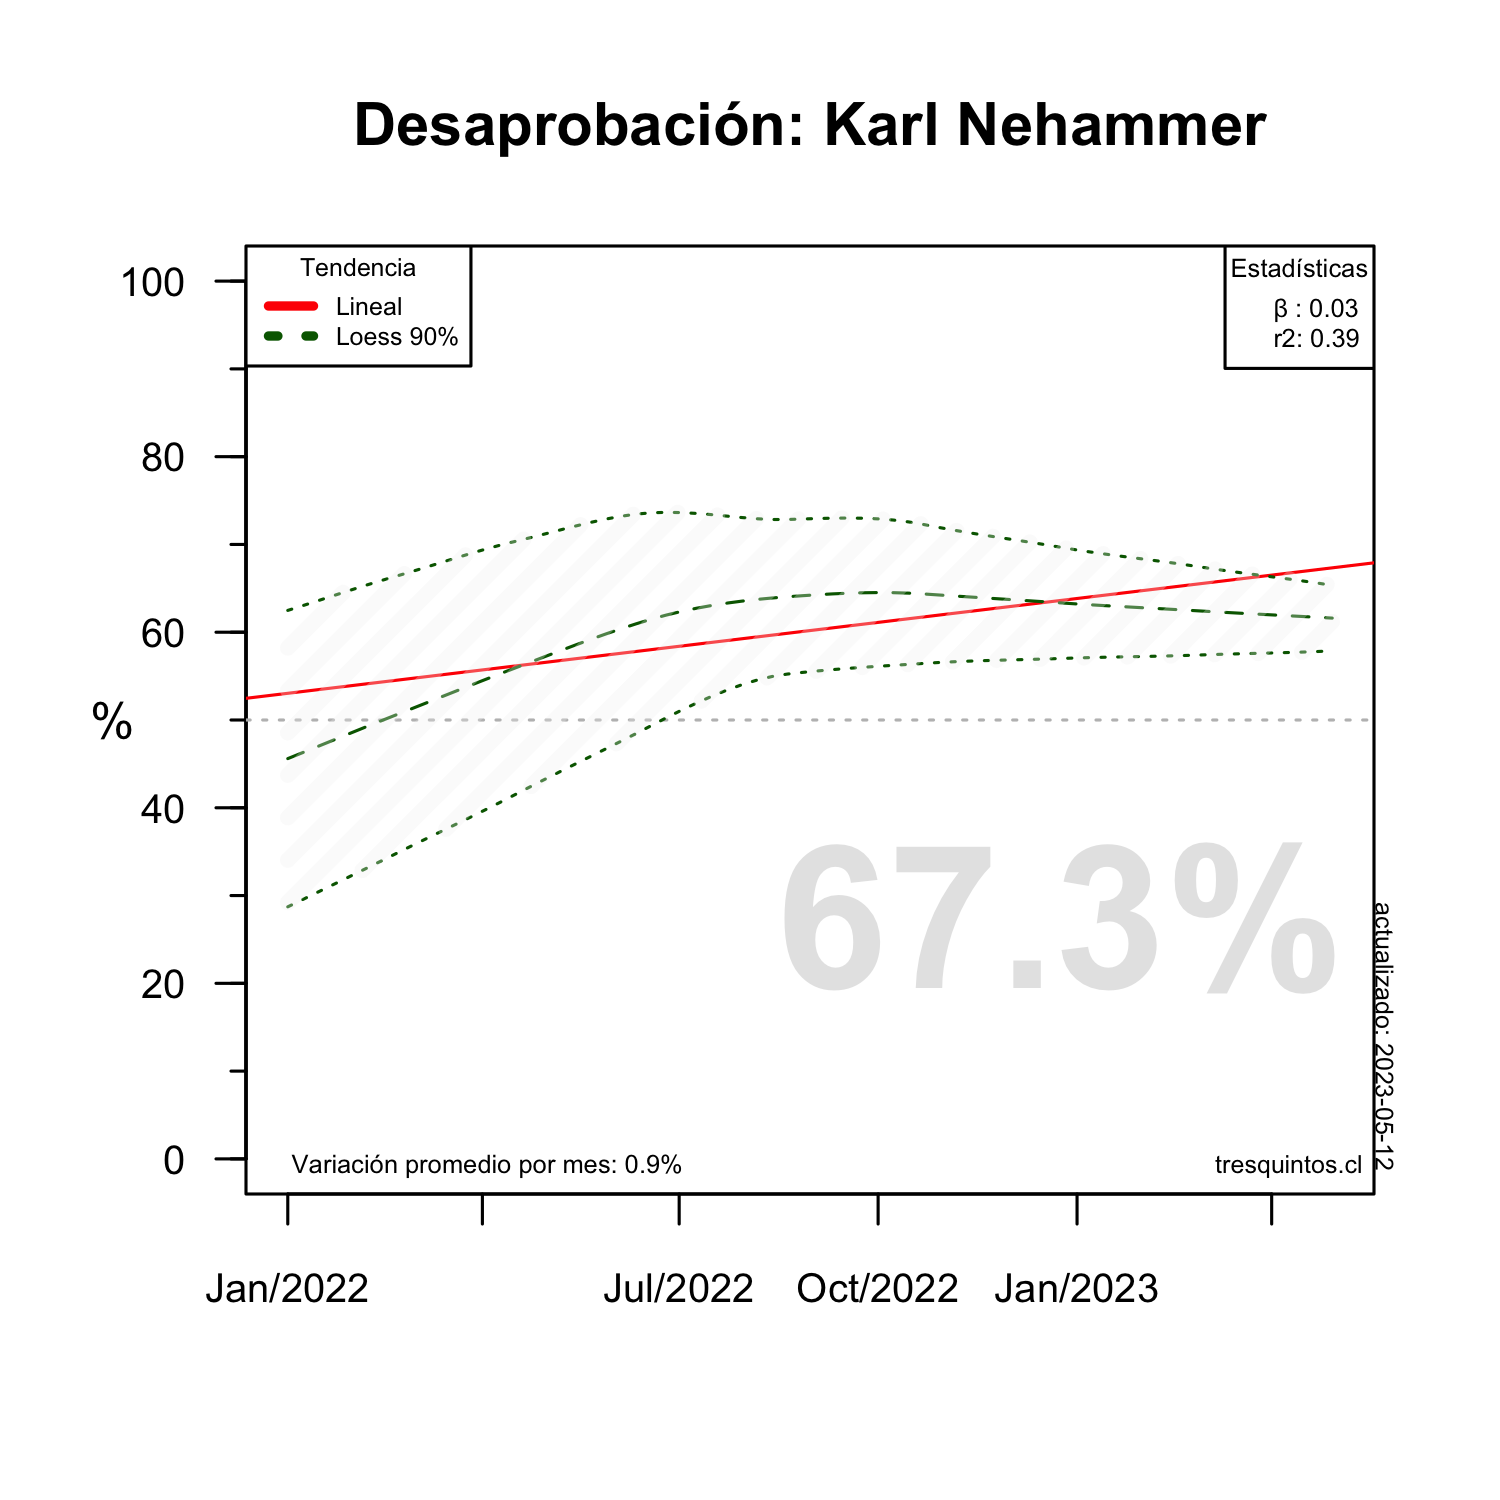 Desaprobación: Karl Nehammer
Tendencia
Lineal
Loess 90%
Estadísticas
β : 0.03
r2: 0.39
100
80
60
%
40
20
0
67.3%
actualizado: 2023-05-12
Variación promedio por mes: 0.9%
tresquintos.cl
Jan/2022
Jul/2022
Oct/2022
Jan/2023